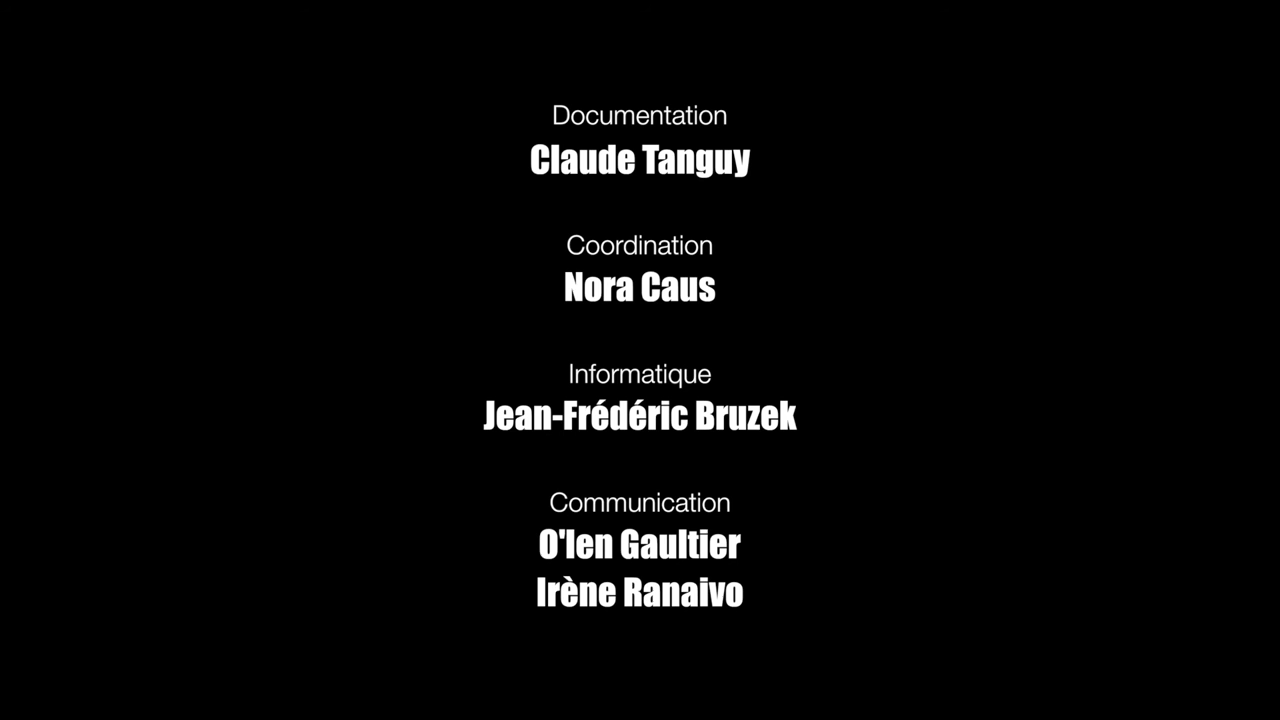 Documentation
Claude Tanguy
Coordination
Nora Caus
Informatique
Jean-Frédéric Bruzek
Communication
O'len Gaultier
Irène Ranaivo